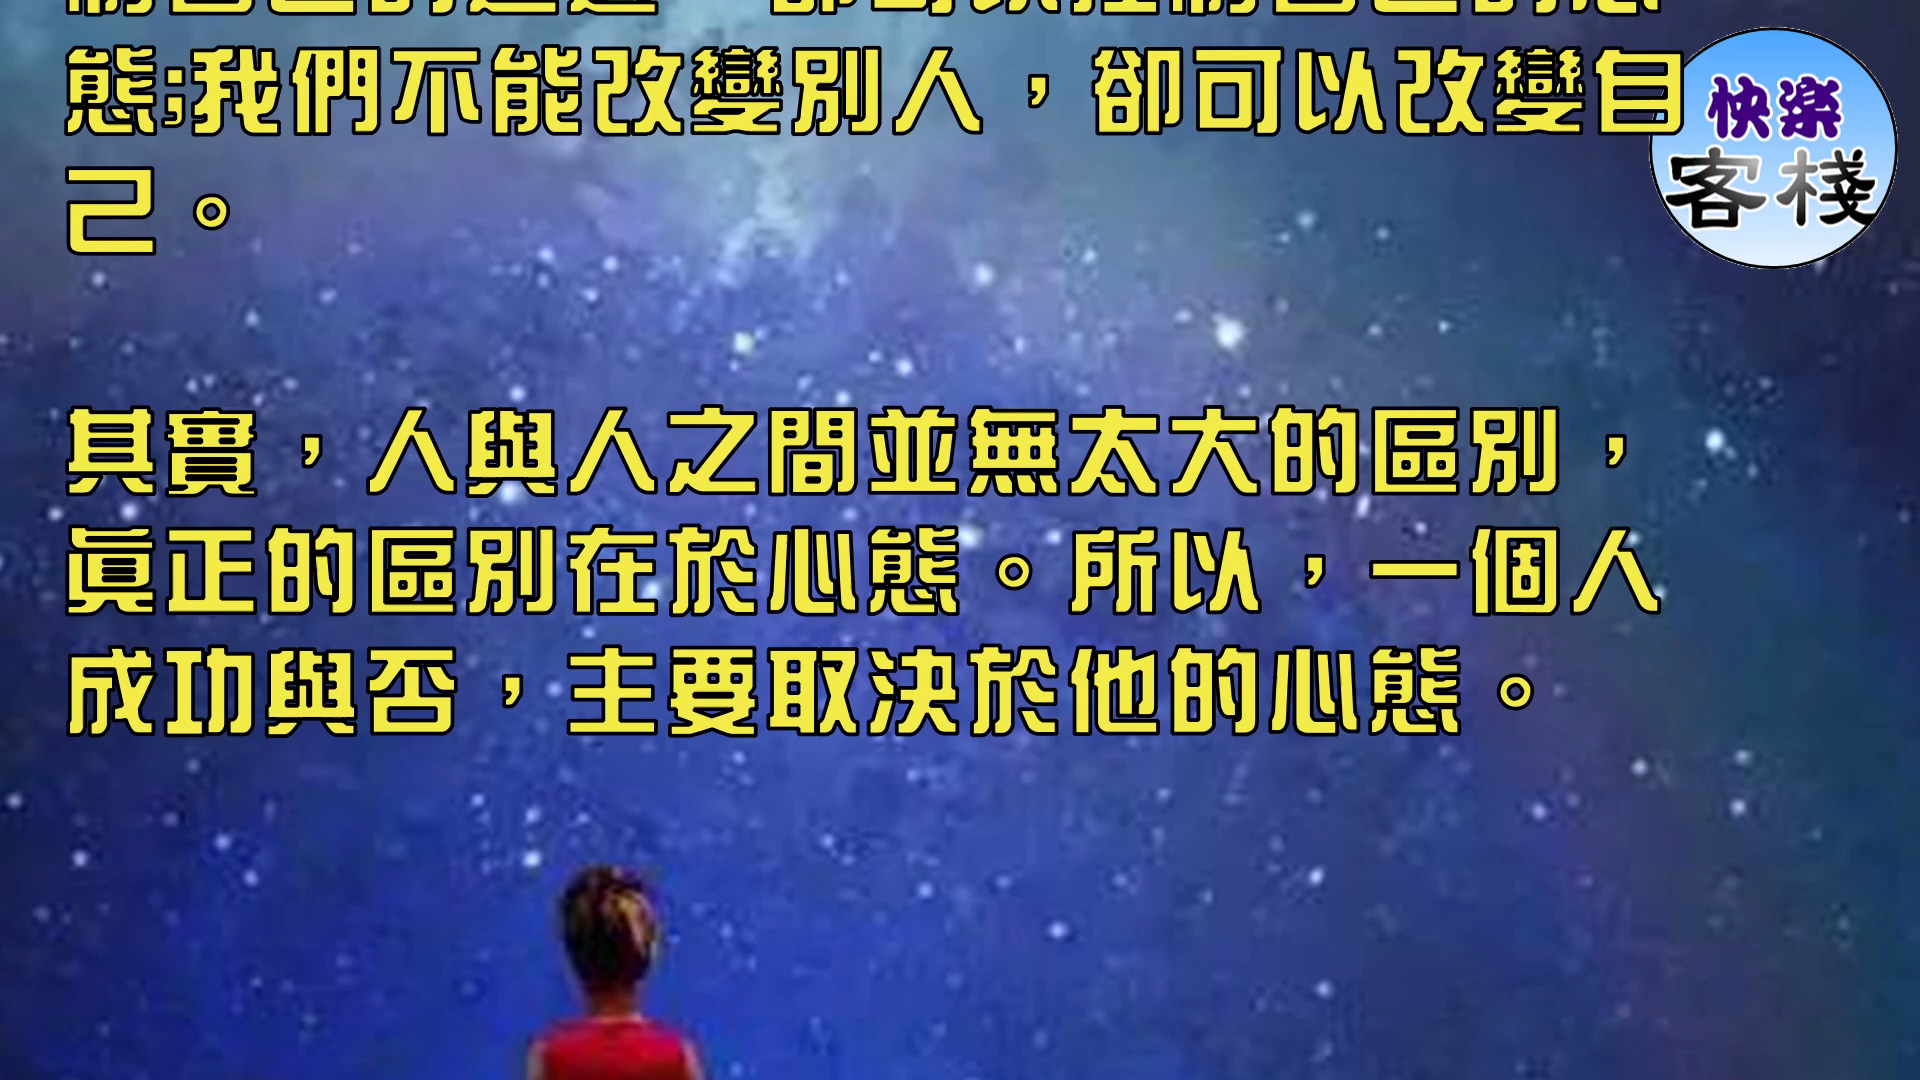 態;我們不能改變別人，卻可以改變自
己。
其實，人與人之間並無太大的區別，
眞正的區別在於心態。所以，一個人
成功與否，主要取決於他的心態。
快樂
客棧